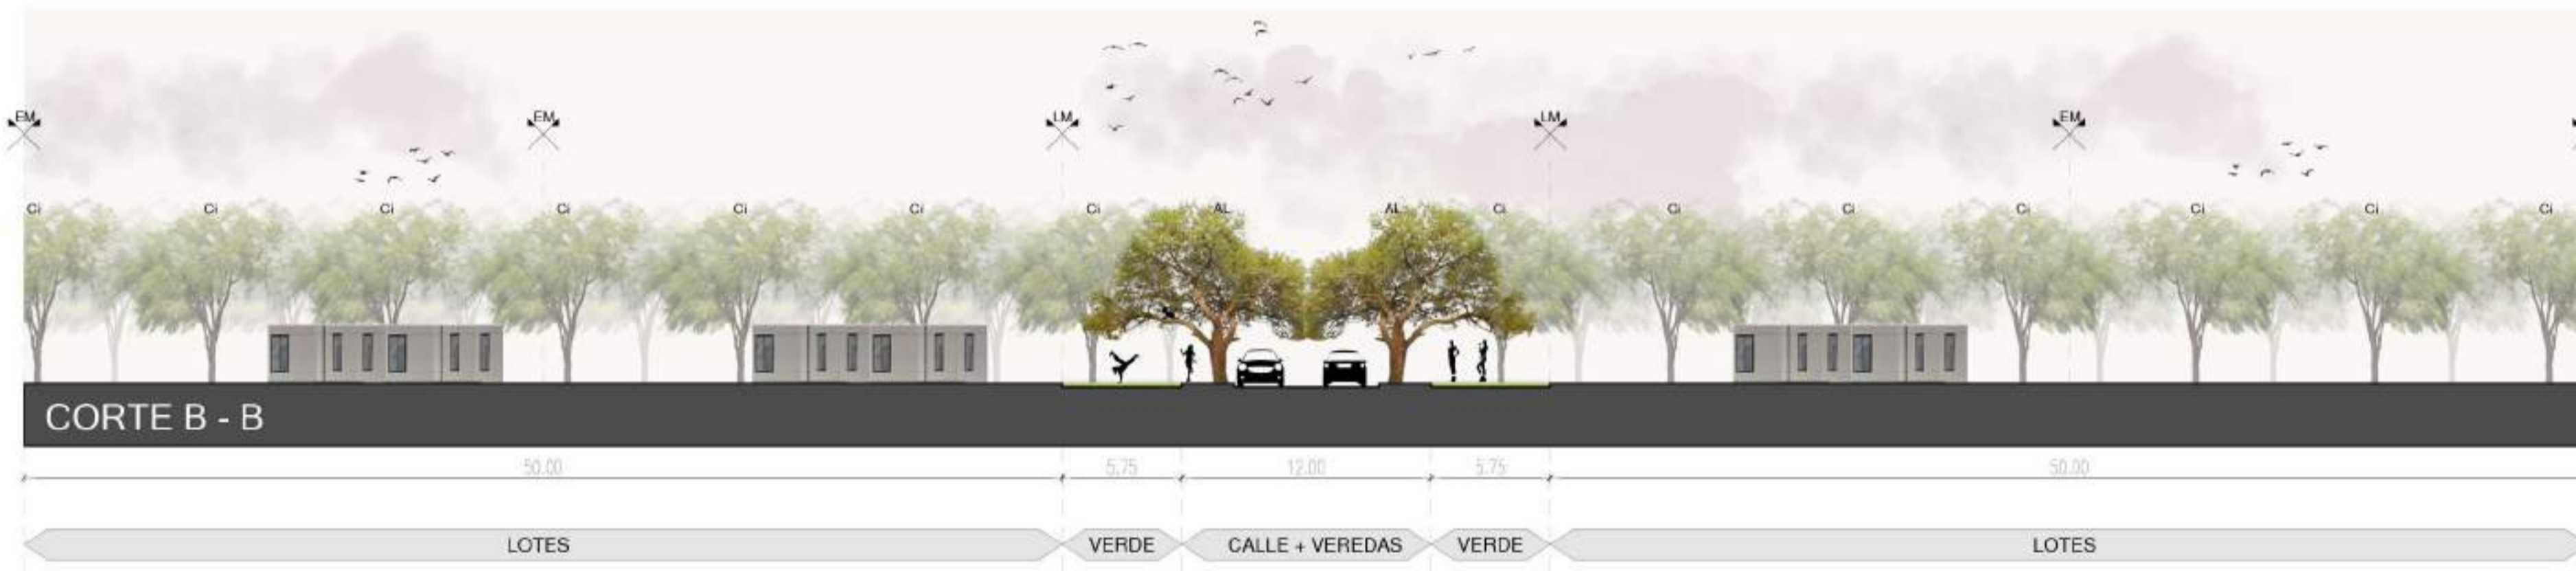 EM EM LM LM EM
Ci Ci Ci Ci Ci Ci Ci AL AL Ci Ci Ci Ci Ci Ci Ci
CORTE B - B
50.00 5.75 12.00 5.75 50.00
LOTES VERDE CALLE + VEREDAS VERDE LOTES